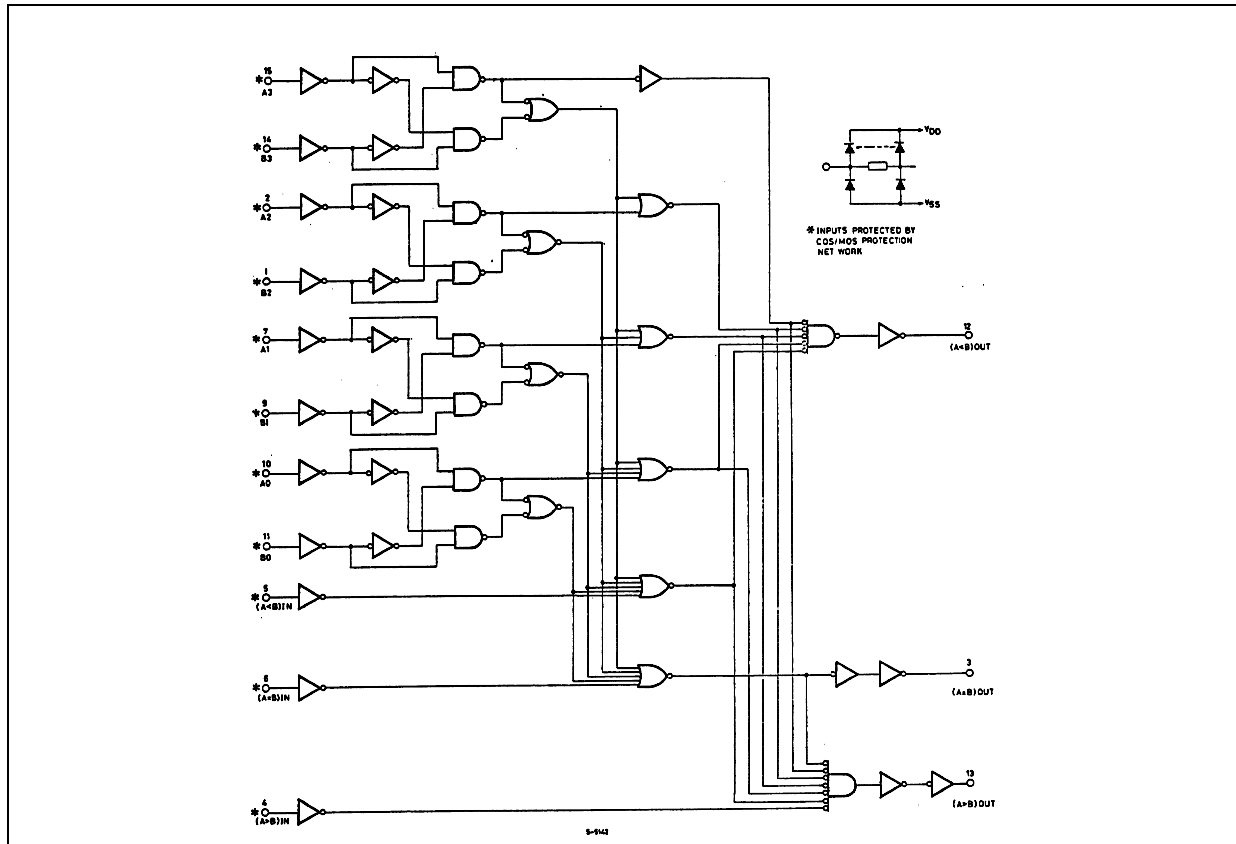 * 15
A3
* 14
B3
* 2
A2
* 1
B2
* 7
A1
* 9
B1
* 10
A0
* 11
B0
* 5
(A<B)IN
* 6
(A=B)IN
* 4
(A>B)IN
VDD
VSS
* INPUTS PROTECTED BY
COS/MOS PROTECTION
NET WORK
12
(A<B)OUT
3
(A=B)OUT
13
(A>B)OUT
S-5142